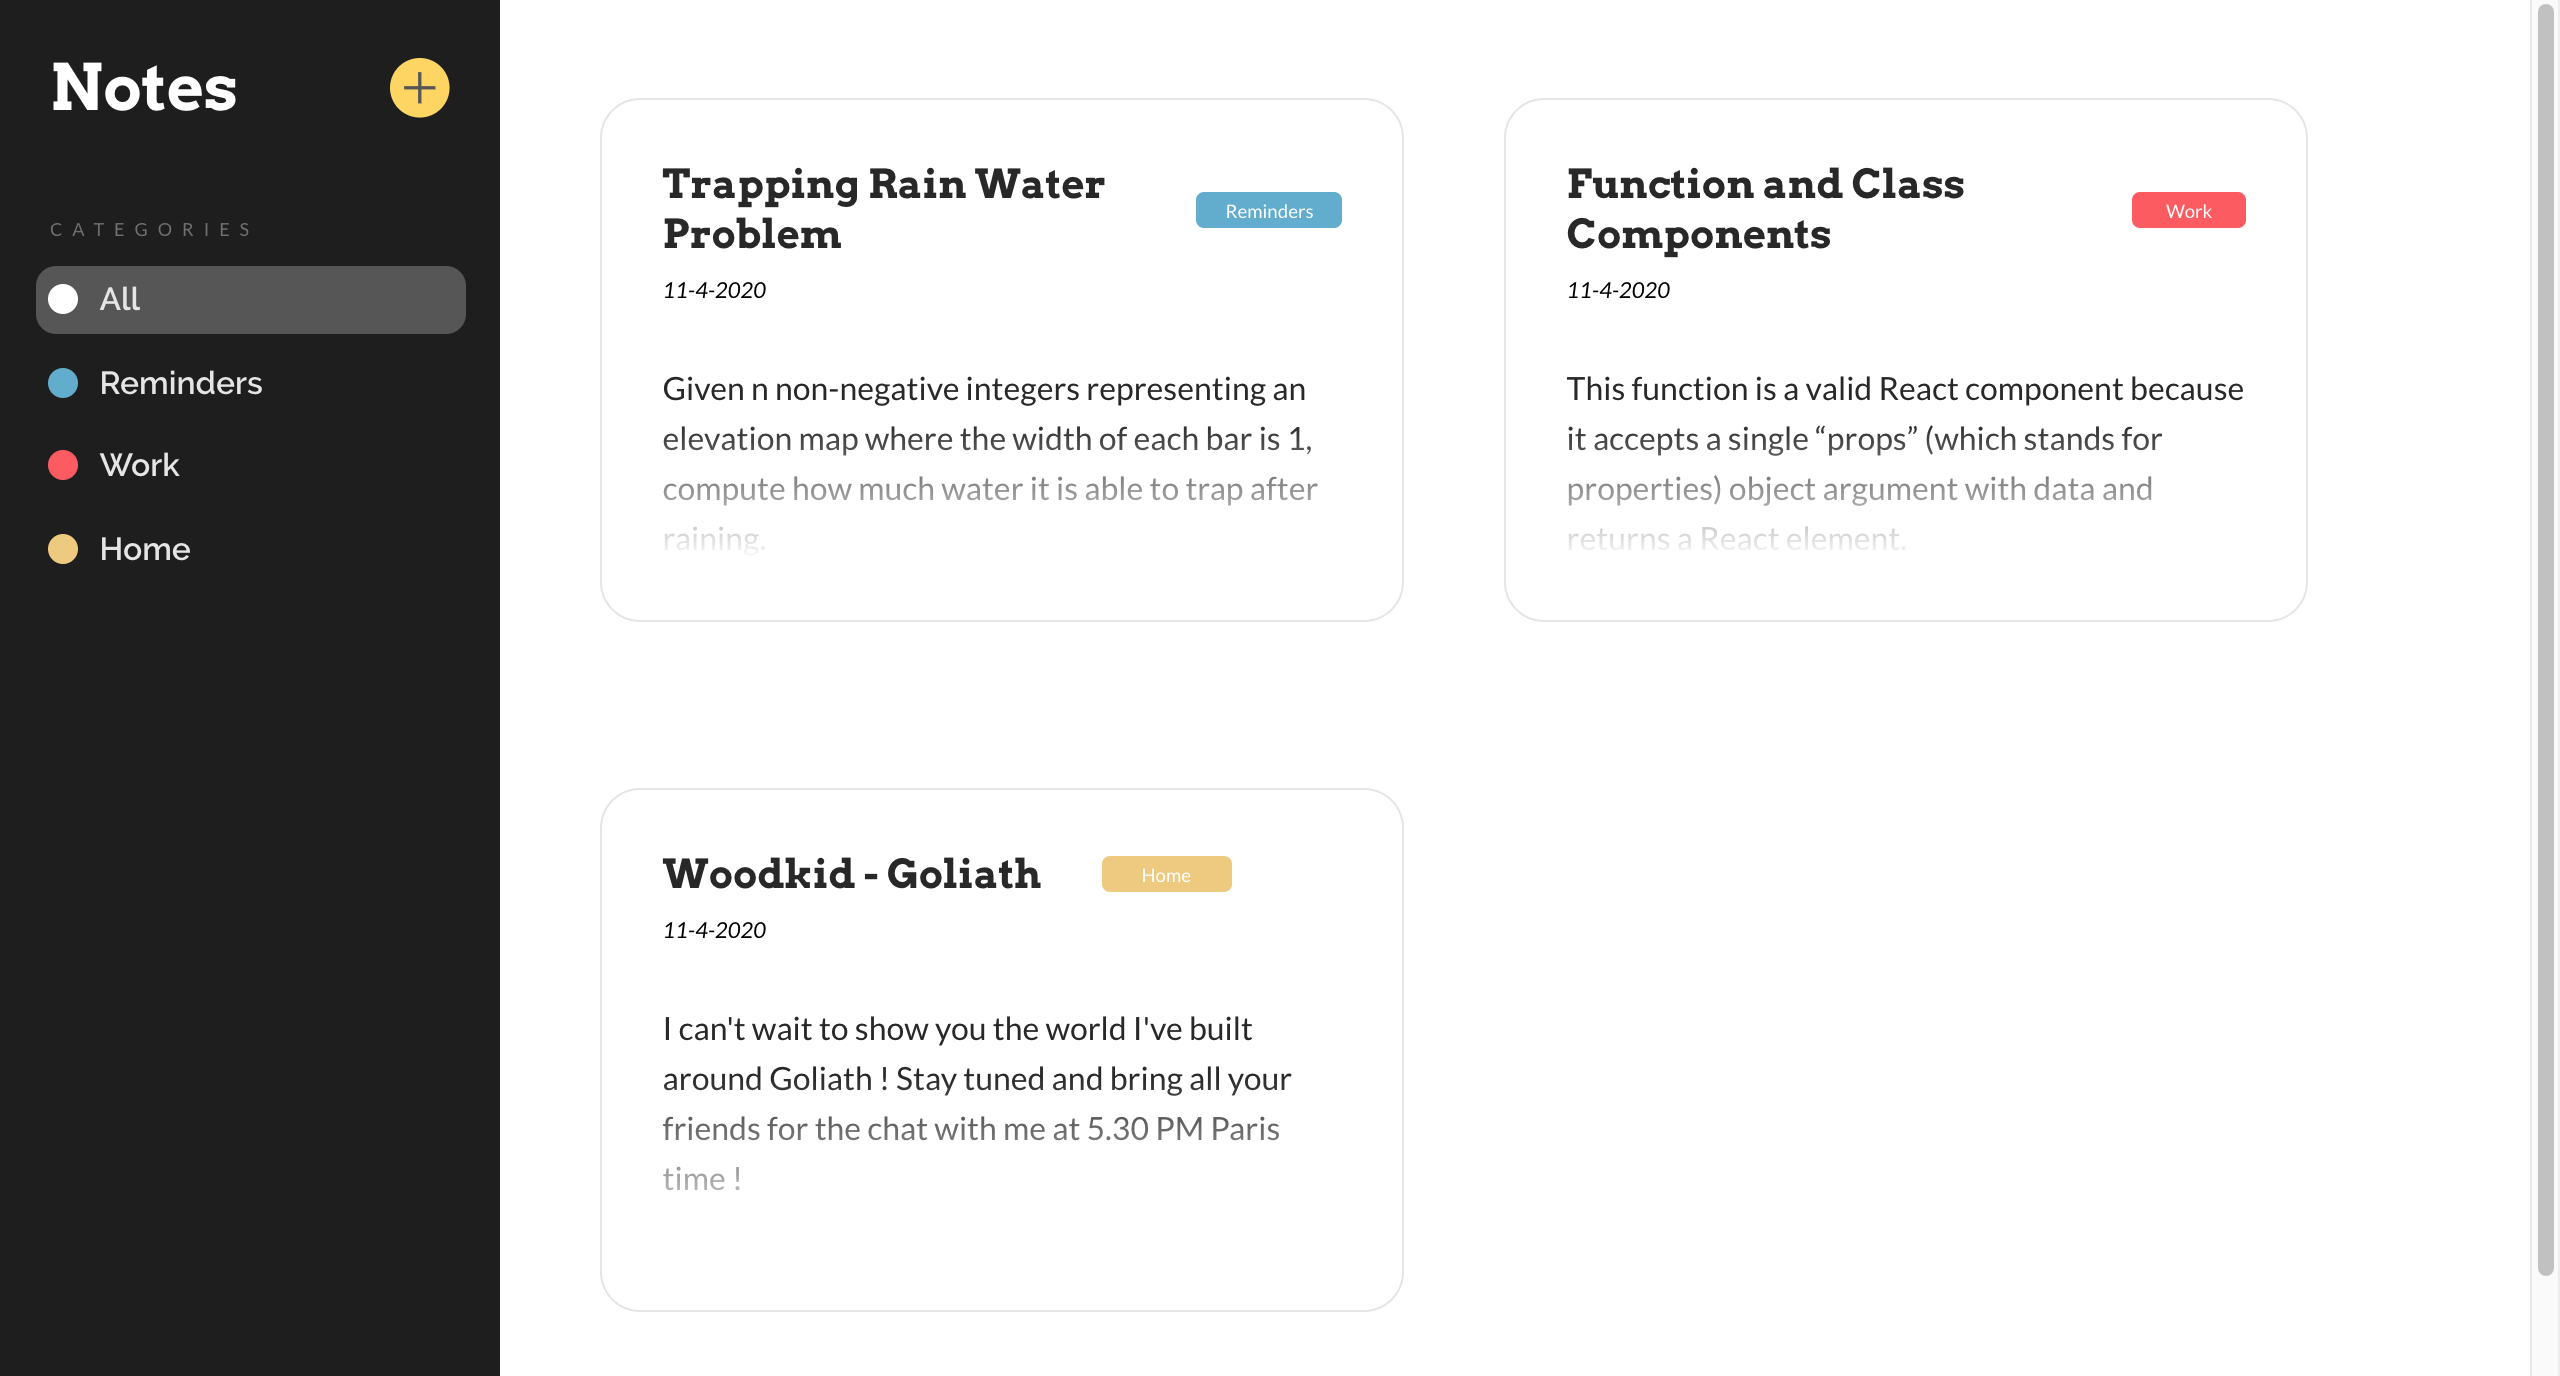 Notes
CATEGORIES
All
Reminders
Work
Home
Trapping Rain Water
Problem
Reminders
11-4-2020
Given n non-negative integers representing an
elevation map where the width of each bar is 1,
compute how much water it is able to trap after
raining.
Function and Class
Components
Work
11-4-2020
This function is a valid React component because
it accepts a single “props” (which stands for
properties) object argument with data and
returns a React element.
Woodkid - Goliath
Home
11-4-2020
I can't wait to show you the world I've built
around Goliath ! Stay tuned and bring all your
friends for the chat with me at 5.30 PM Paris
time !